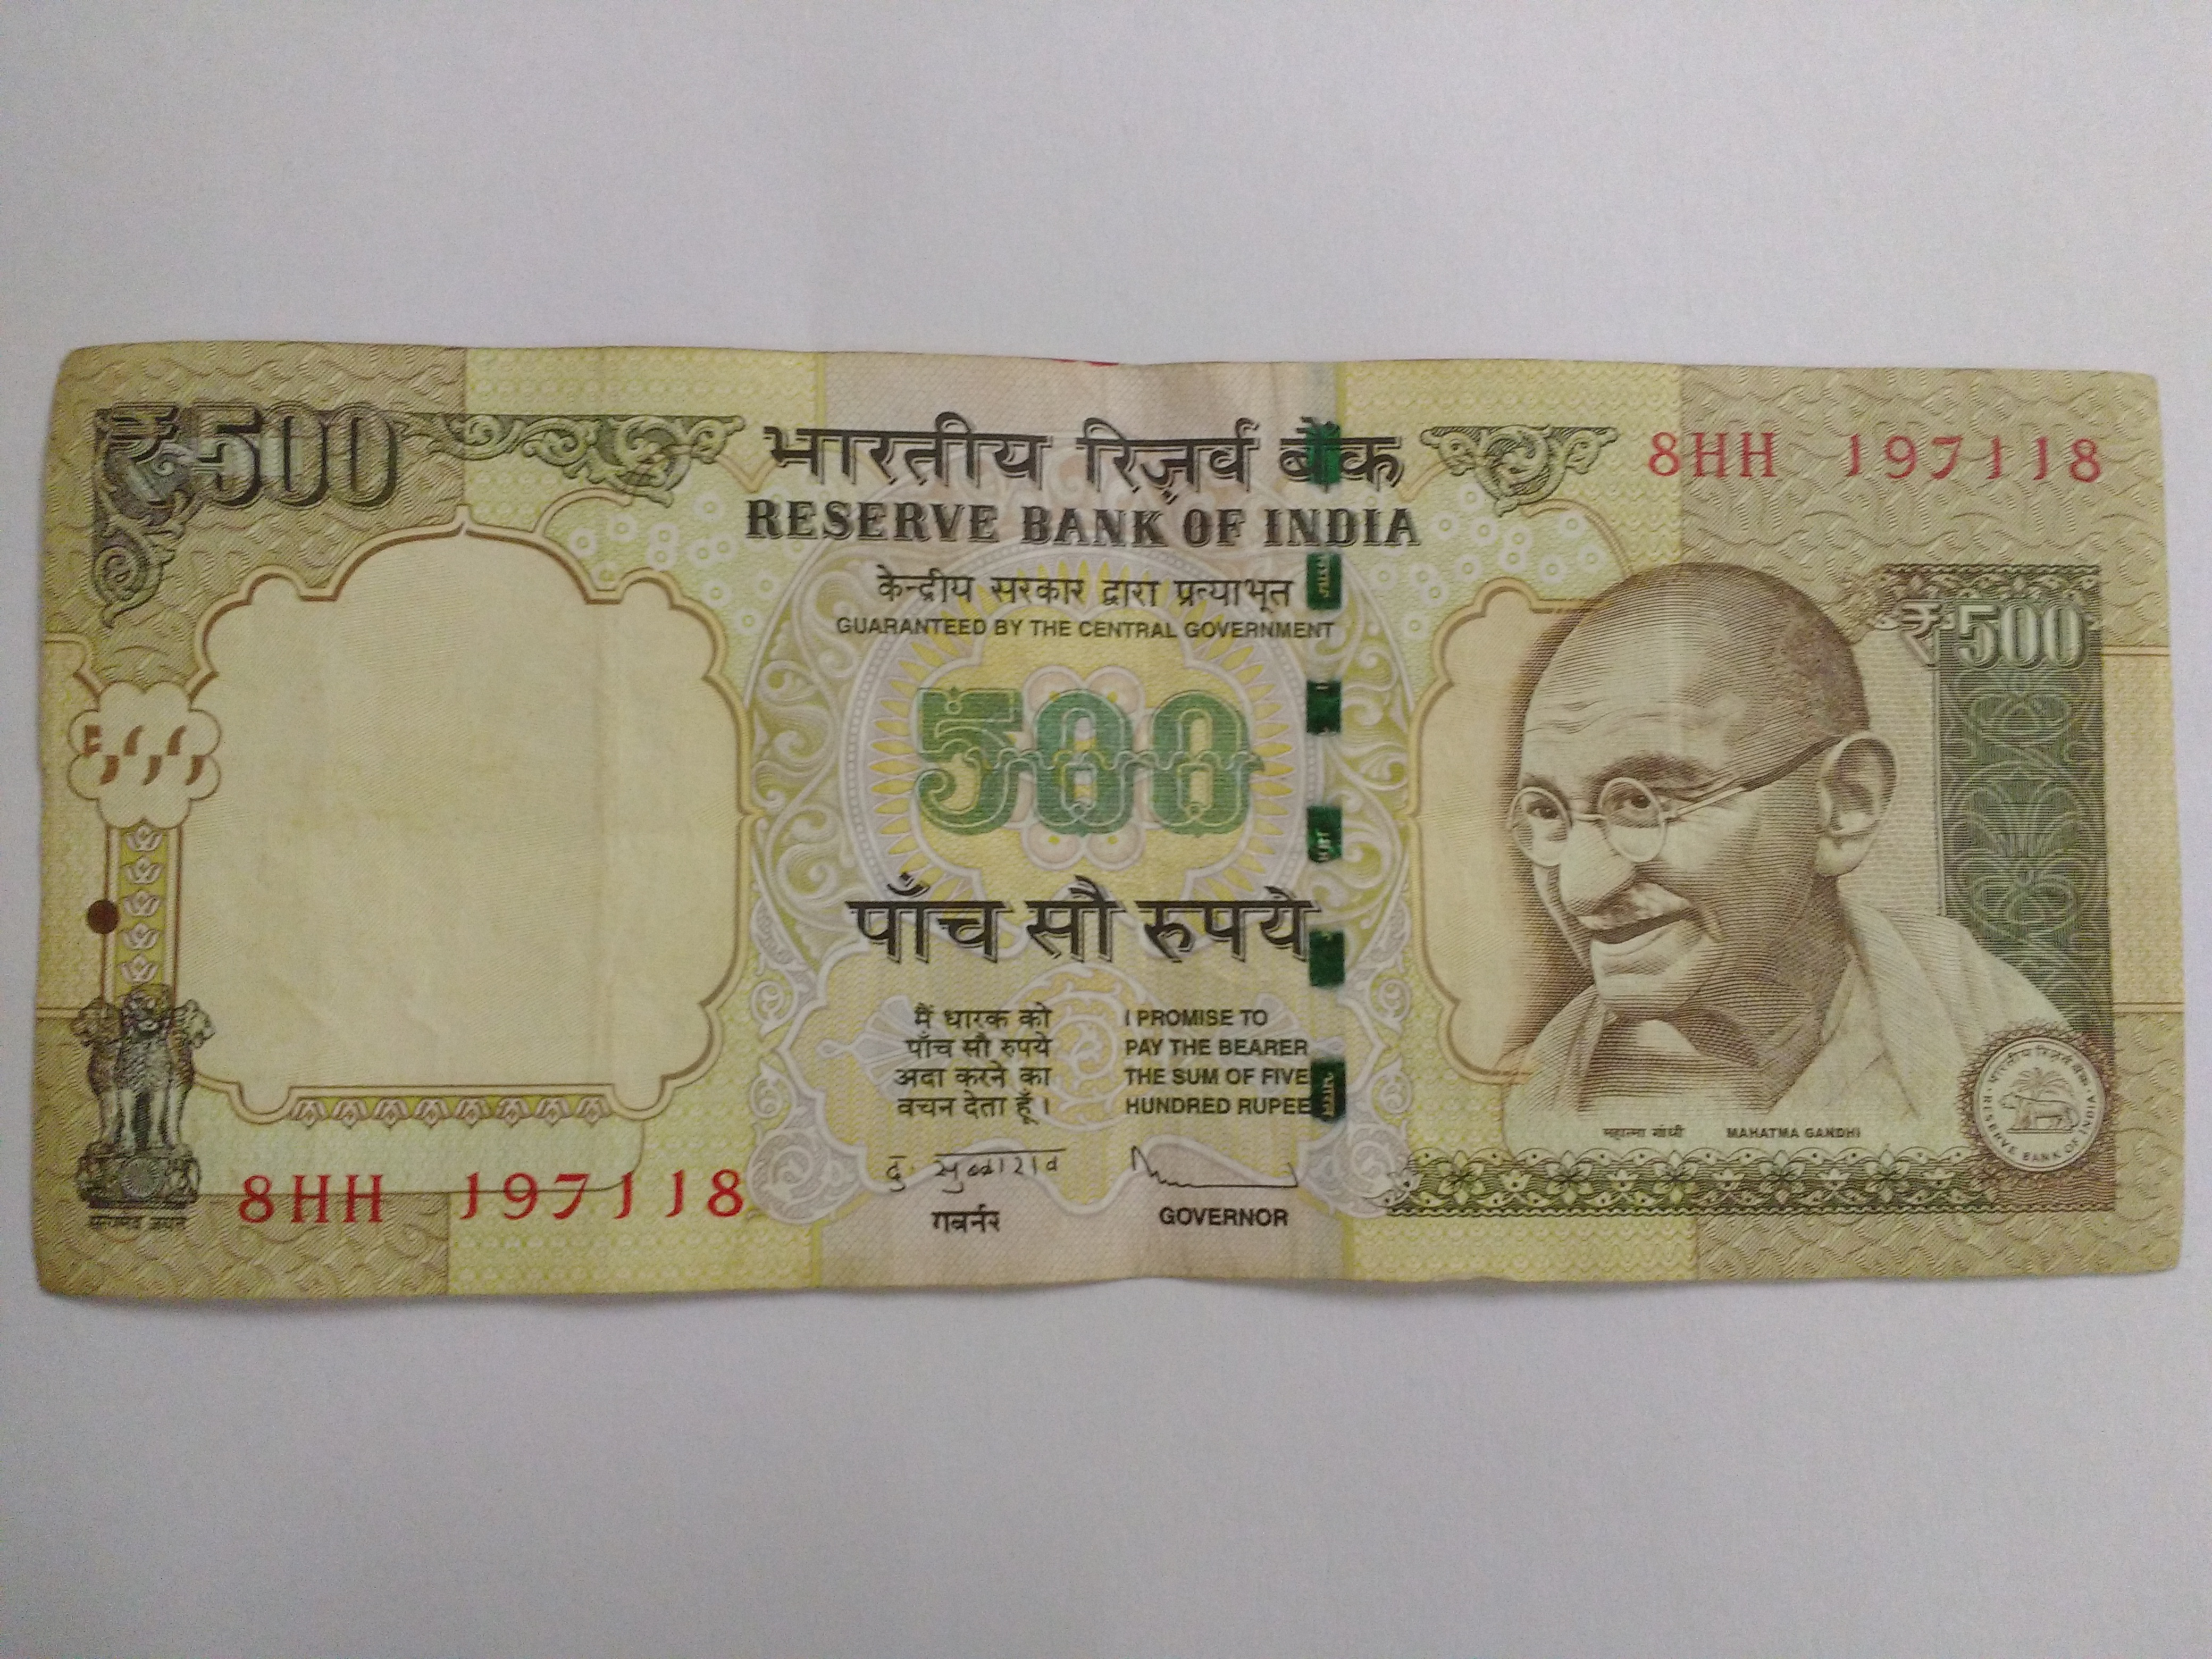 ₹500
भारतीय रिज़र्व बैंक
RESERVE BANK OF INDIA
8HH 197118
केन्द्रीय सरकार द्वारा प्रत्याभूत
GUARANTEED BY THE CENTRAL GOVERNMENT
₹500
500
पाँच सौ रुपये
मैं धारक को
पाँच सौ रुपये
अदा करने का
वचन देता हूँ।
I PROMISE TO
PAY THE BEARER
THE SUM OF FIVE
HUNDRED RUPEE
महात्मा गांधी MAHATMA GANDHI
भारतीय रिज़र्व बैंक
RESERVE BANK OF INDIA
8HH 197118
दु. सुब्बाराव
गवर्नर
GOVERNOR
सत्यमेव जयते